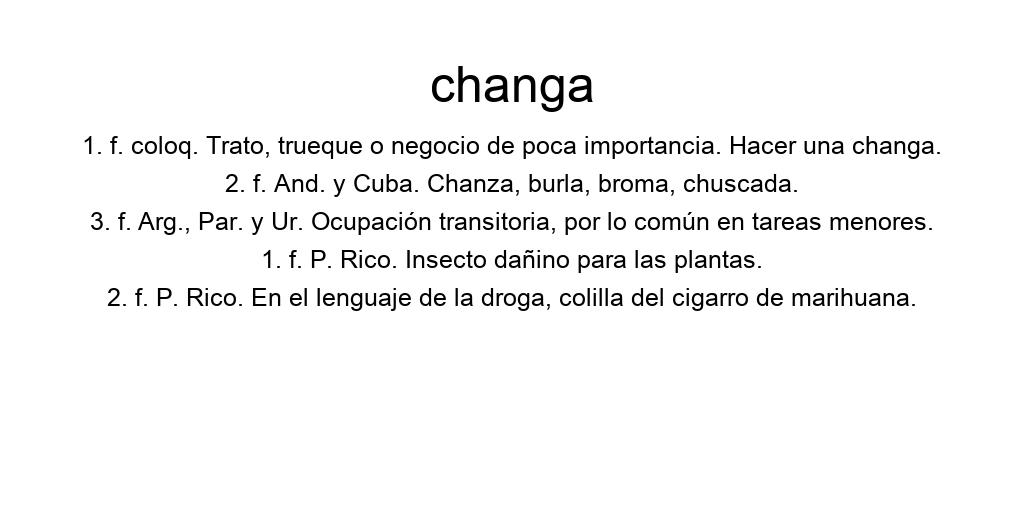 changa
1. f. coloq. Trato, trueque o negocio de poca importancia. Hacer una changa.
2. f. And. y Cuba. Chanza, burla, broma, chuscada.
3. f. Arg., Par. y Ur. Ocupación transitoria, por lo común en tareas menores.
1. f. P. Rico. Insecto dañino para las plantas.
2. f. P. Rico. En el lenguaje de la droga, colilla del cigarro de marihuana.